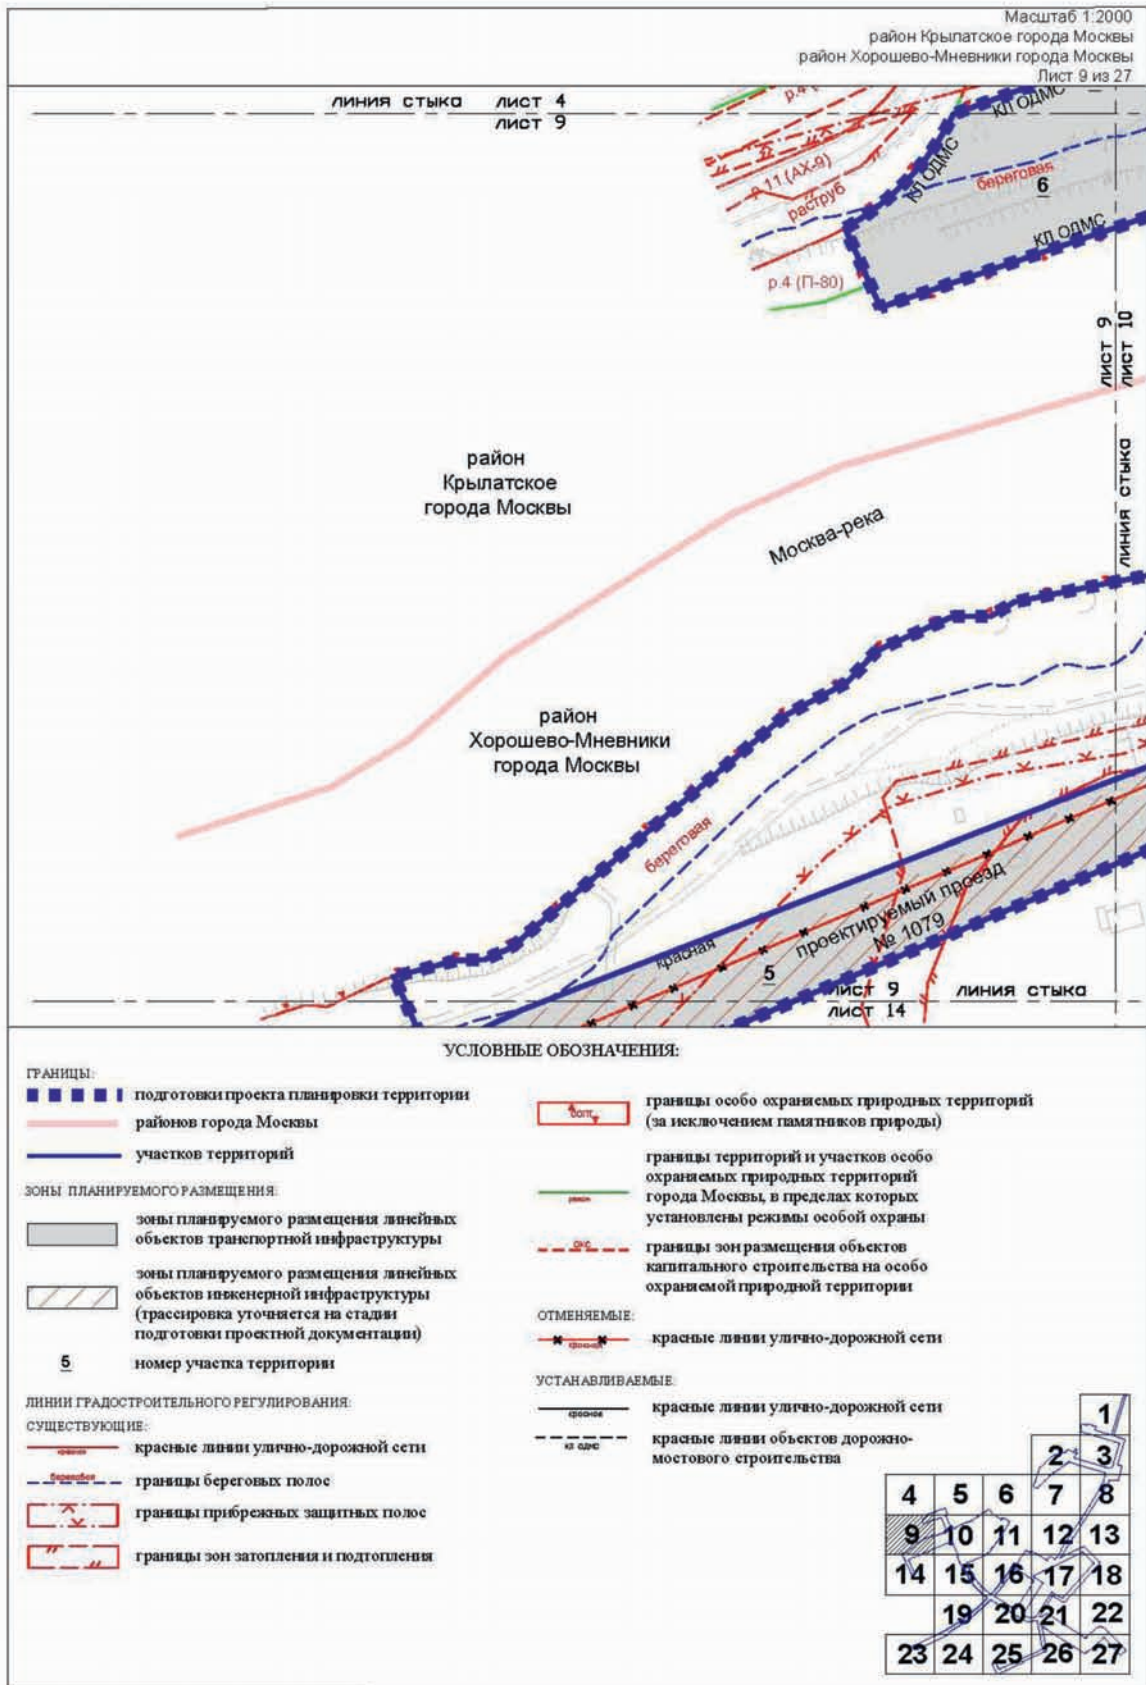 Масштаб 1:2000
район Крылатское города Москвы
район Хорошево-Мневники города Москвы
Лист 9 из 27
ЛИНИЯ СТЫКА ЛИСТ 4
ЛИСТ 9
р.4 (
КЛ ОДМС
р.11 (АХ-9)
раструб
КЛ ОДМС
береговая
6
КЛ ОДМС
р.4 (П-80)
ЛИСТ 9
ЛИСТ 10
ЛИНИЯ СТЫКА
район
Крылатское
города Москвы
Москва-река
район
Хорошево-Мневники
города Москвы
береговая
красная
проектируемый проезд
№ 1079
5
ЛИСТ 9 ЛИНИЯ СТЫКА
ЛИСТ 14
УСЛОВНЫЕ ОБОЗНАЧЕНИЯ:
ГРАНИЦЫ:
подготовки проекта планировки территории
районов города Москвы
участков территорий
ЗОНЫ ПЛАНИРУЕМОГО РАЗМЕЩЕНИЯ:
зоны планируемого размещения линейных
объектов транспортной инфраструктуры
зоны планируемого размещения линейных
объектов инженерной инфраструктуры
(трассировка уточняется на стадии
подготовки проектной документации)
5 номер участка территории
ЛИНИИ ГРАДОСТРОИТЕЛЬНОГО РЕГУЛИРОВАНИЯ:
СУЩЕСТВУЮЩИЕ:
красные линии улично-дорожной сети
береговая
границы береговых полос
границы прибрежных защитных полос
границы зон затопления и подтопления
границы особо охраняемых природных территорий
(за исключением памятников природы)
границы территорий и участков особо
охраняемых природных территорий
города Москвы, в пределах которых
установлены режимы особой охраны
границы зон размещения объектов
капитального строительства на особо
охраняемой природной территории
ОТМЕНЯЕМЫЕ:
красные линии улично-дорожной сети
УСТАНАВЛИВАЕМЫЕ:
красные линии улично-дорожной сети
кл одмс
красные линии объектов дорожно-
мостового строительства
1
2 3
4 5 6 7 8
9 10 11 12 13
14 15 16 17 18
19 20 21 22
23 24 25 26 27